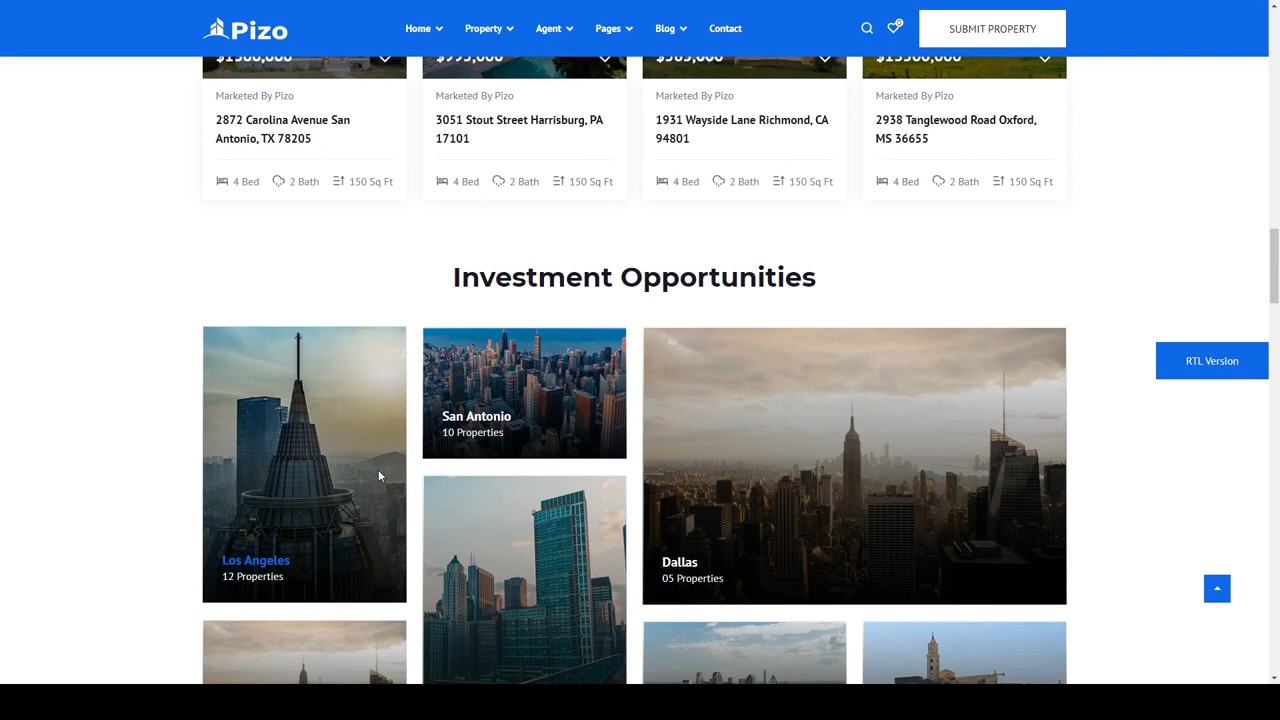 Pizo
Home
Property
Agent
Pages
Blog
Contact
0
SUBMIT PROPERTY
Marketed By Pizo
2872 Carolina Avenue San
Antonio, TX 78205
4 Bed
2 Bath
150 Sq Ft
Marketed By Pizo
3051 Stout Street Harrisburg, PA
17101
4 Bed
2 Bath
150 Sq Ft
Marketed By Pizo
1931 Wayside Lane Richmond, CA
94801
4 Bed
2 Bath
150 Sq Ft
Marketed By Pizo
2938 Tanglewood Road Oxford,
MS 36655
4 Bed
2 Bath
150 Sq Ft
Investment Opportunities
Los Angeles
12 Properties
San Antonio
10 Properties
Dallas
05 Properties
RTL Version